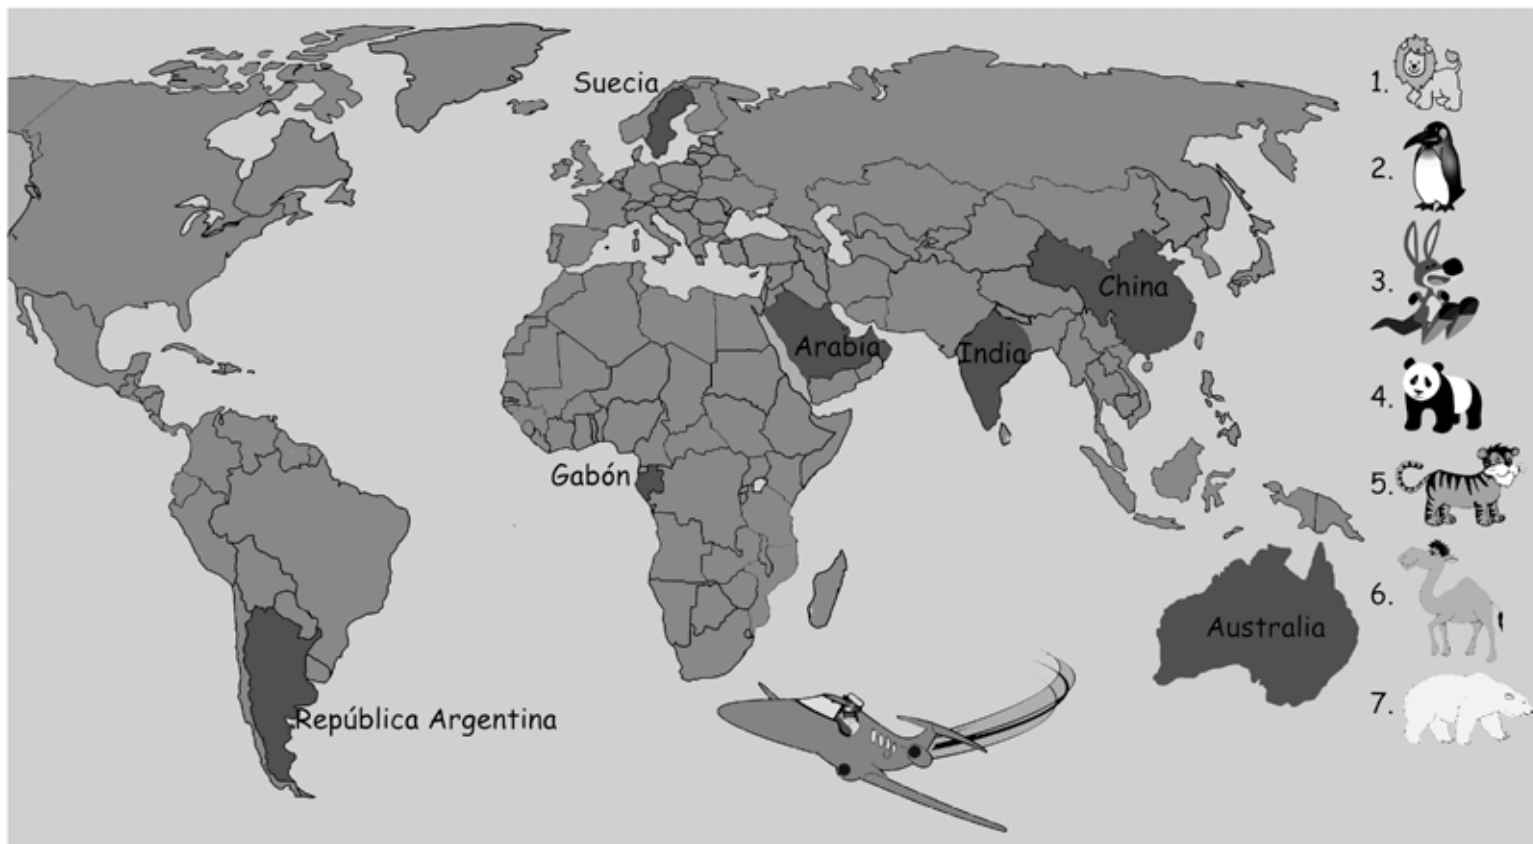 Suecia
China
Arabia
India
Gabón
Australia
República Argentina
1.
2.
3.
4.
5.
6.
7.